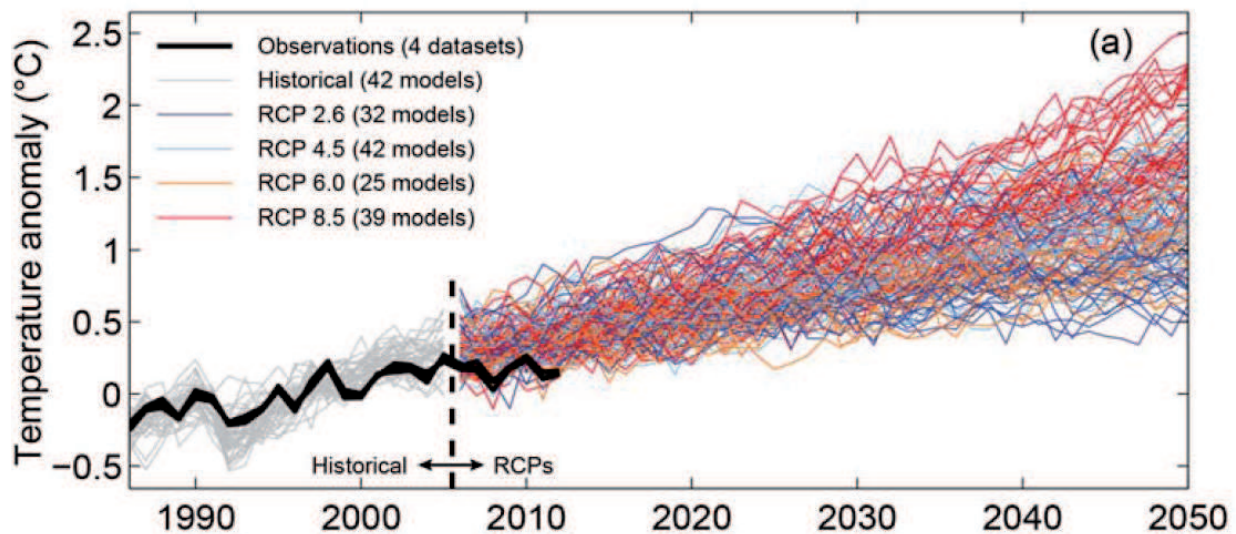 (a)
Temperature anomaly (°C)
2.5
2
1.5
1
0.5
0
−0.5
Observations (4 datasets)
Historical (42 models)
RCP 2.6 (32 models)
RCP 4.5 (42 models)
RCP 6.0 (25 models)
RCP 8.5 (39 models)
Historical RCPs
1990 2000 2010 2020 2030 2040 2050